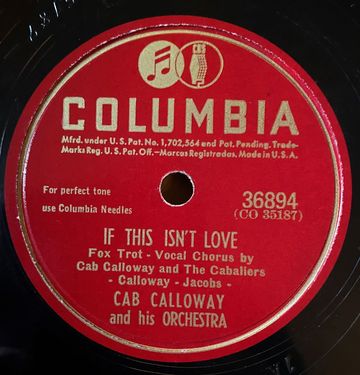 COLUMBIA
Mfrd. under U.S. Pat. No. 1,702,564 and Pat. Pending. Trade-
Marks Reg. U.S. Pat. Off.—Marcas Registradas. Made in U.S.A.
For perfect tone
use Columbia Needles
36894
(CO 35187)
IF THIS ISN'T LOVE
Fox Trot - Vocal Chorus by
Cab Calloway and The Cabaliers
- Calloway - Jacobs -
CAB CALLOWAY
and his ORCHESTRA